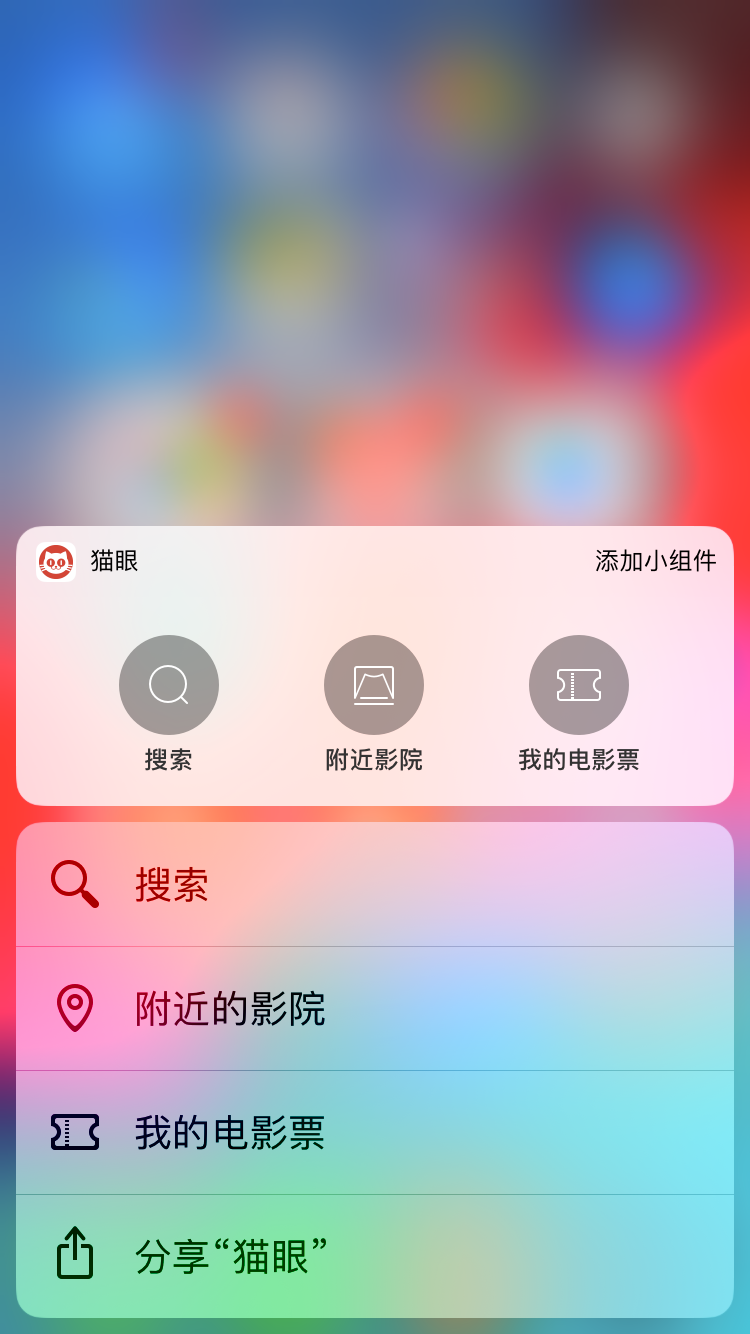 猫眼 添加小组件
搜索 附近影院 我的电影票
搜索
附近的影院
我的电影票
分享“猫眼”